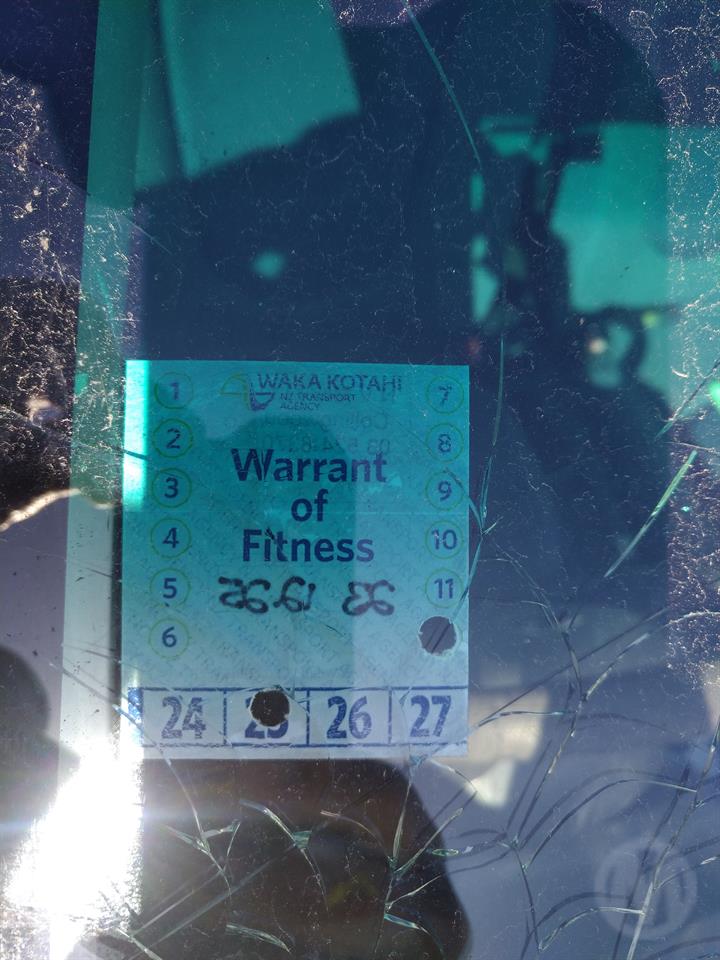 1
2
3
4
5
6
WAKA KOTAHI
NZ TRANSPORT
AGENCY
Warrant
of
Fitness
7
8
9
10
11
24 25 26 27